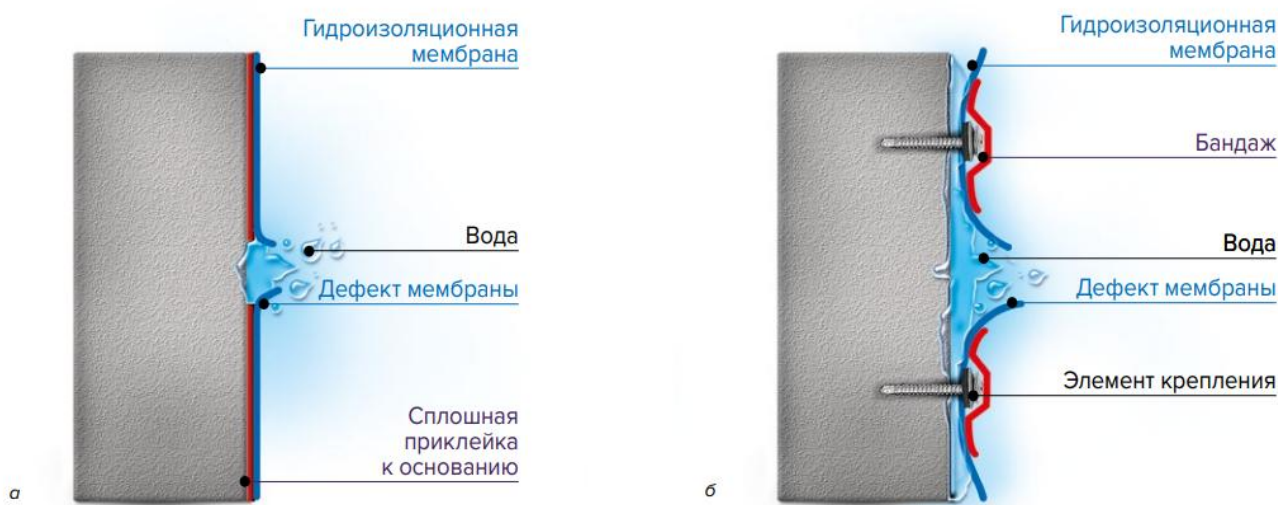 Гидроизоляционная
мембрана
Вода
Дефект мембраны
Сплошная
приклейка
к основанию
а
Гидроизоляционная
мембрана
Бандаж
Вода
Дефект мембраны
Элемент крепления
б